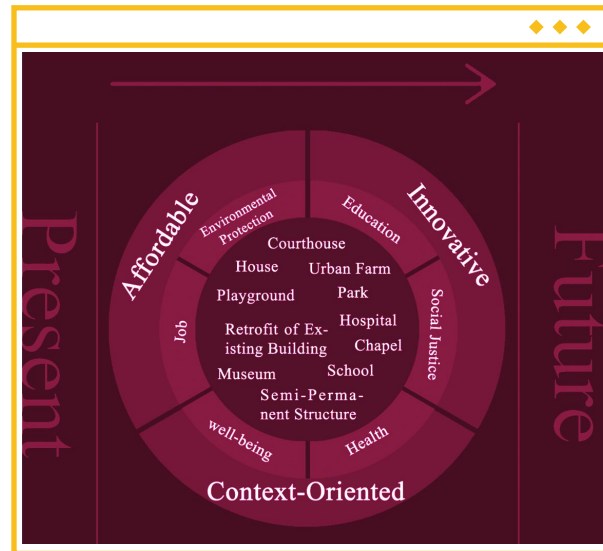 Present
Future
Affordable
Innovative
Context-Oriented
Environmental
Protection
Education
Job
Social Justice
well-being
Health
Courthouse
House
Urban Farm
Playground
Park
Retrofit of Ex-
isting Building
Hospital
Chapel
Museum
School
Semi-Perma-
nent Structure